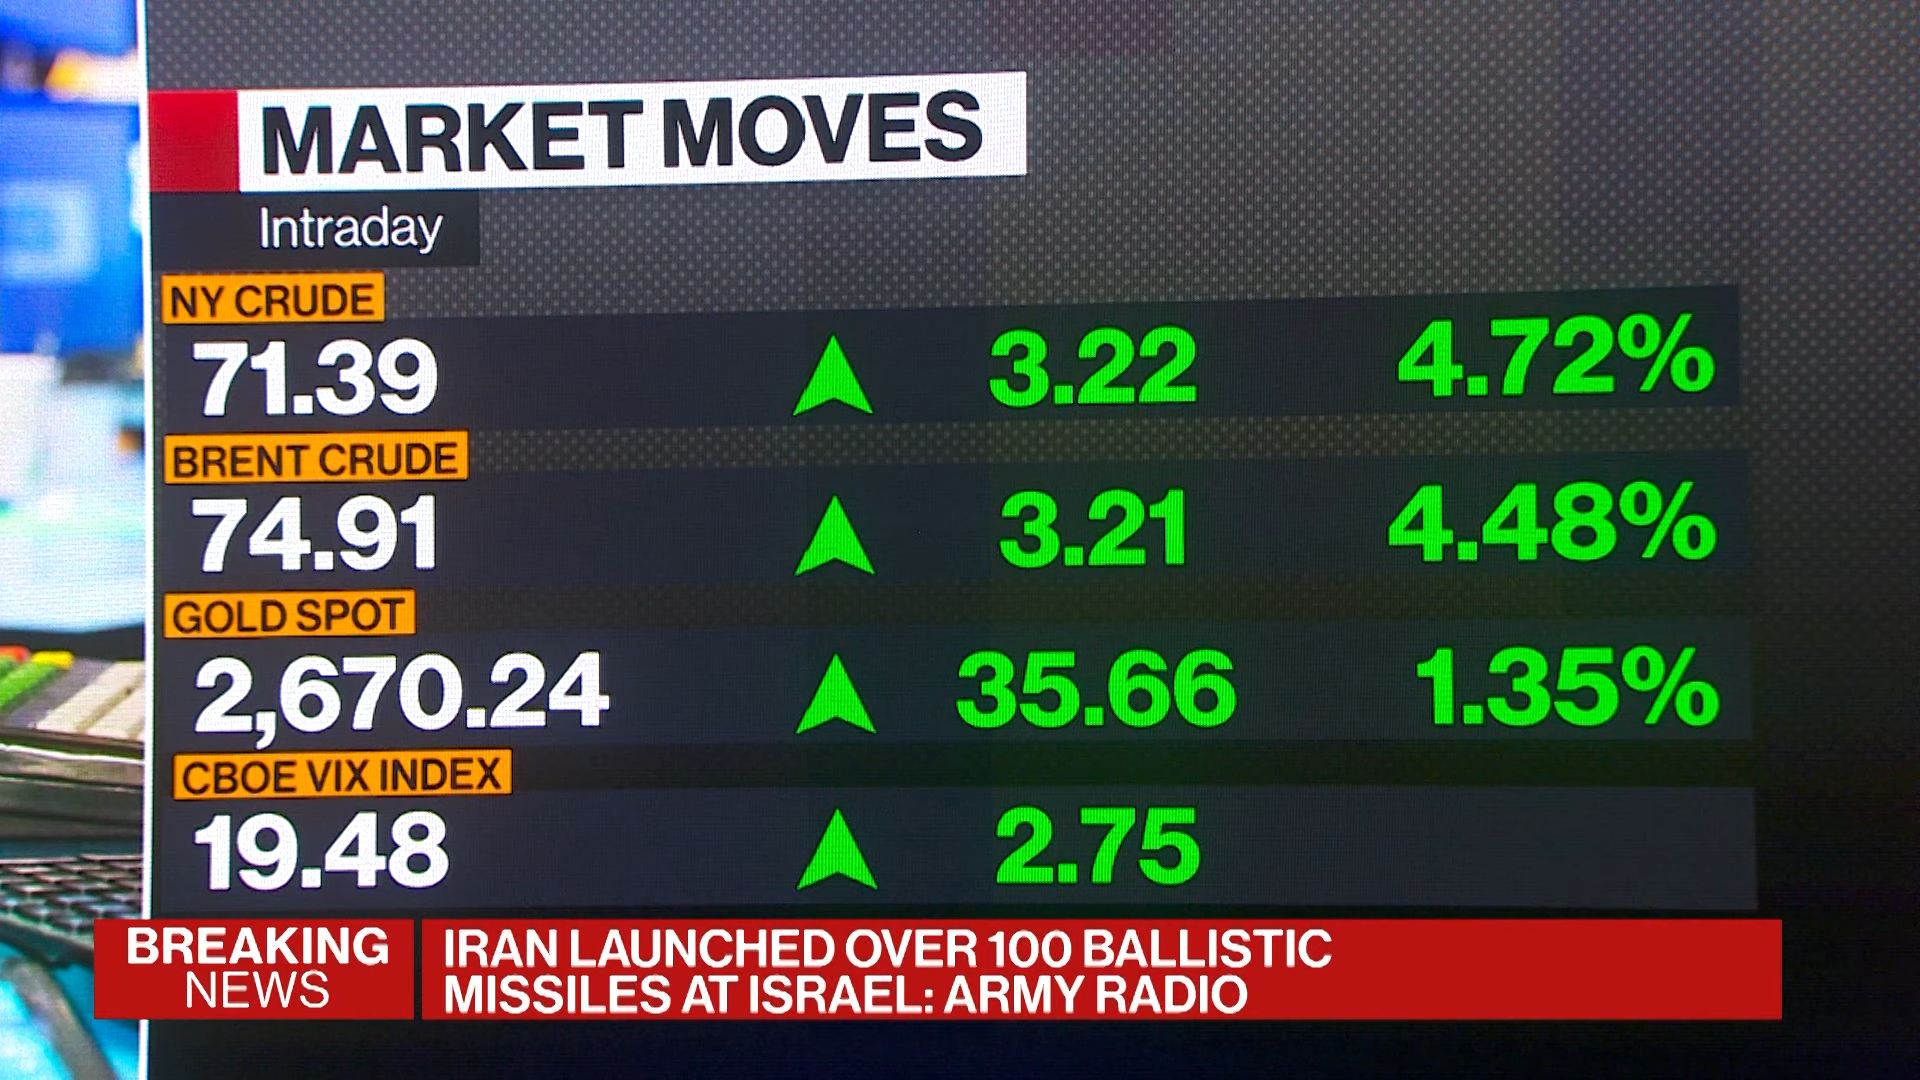 MARKET MOVES
Intraday
NY CRUDE
71.39 3.22 4.72%
BRENT CRUDE
74.91 3.21 4.48%
GOLD SPOT
2,670.24 35.66 1.35%
CBOE VIX INDEX
19.48 2.75
BREAKING
NEWS
IRAN LAUNCHED OVER 100 BALLISTIC
MISSILES AT ISRAEL: ARMY RADIO